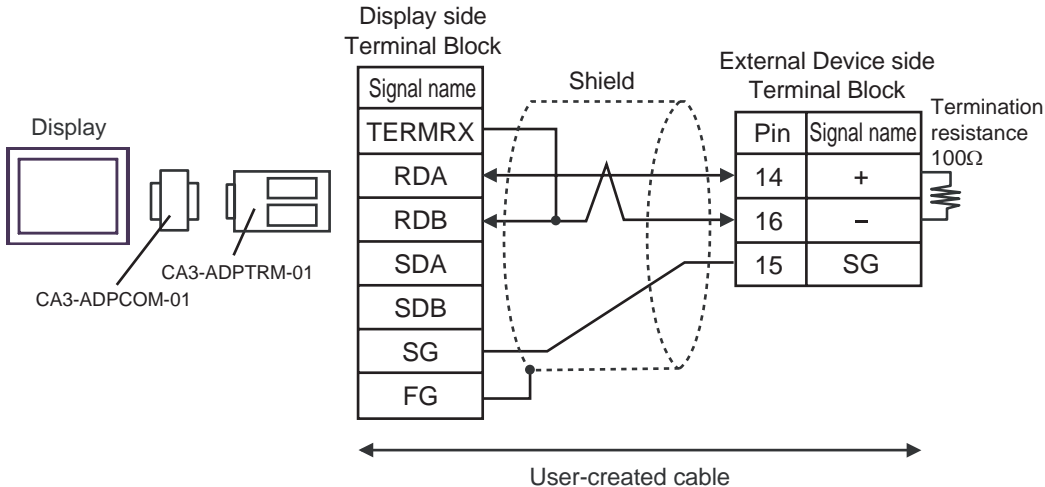 Display side
Terminal Block
Signal name
TERMRX
RDA
RDB
SDA
SDB
SG
FG
Shield
External Device side
Terminal Block
Pin Signal name
14 +
16 −
15 SG
Termination
resistance
100Ω
Display
CA3-ADPTRM-01
CA3-ADPCOM-01
User-created cable